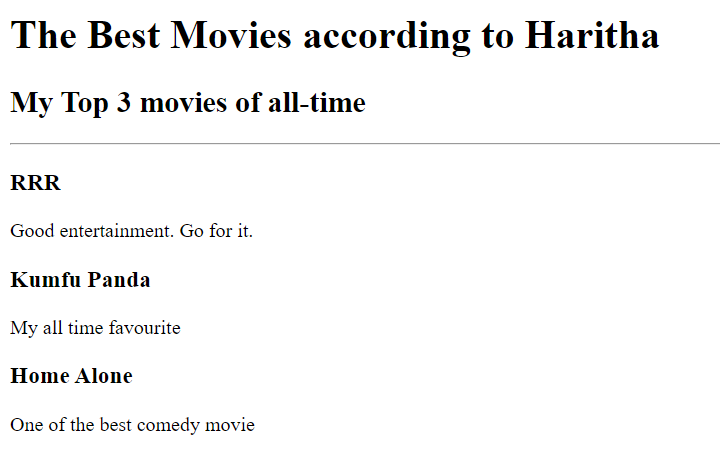 The Best Movies according to Haritha
My Top 3 movies of all-time
RRR
Good entertainment. Go for it.
Kumfu Panda
My all time favourite
Home Alone
One of the best comedy movie